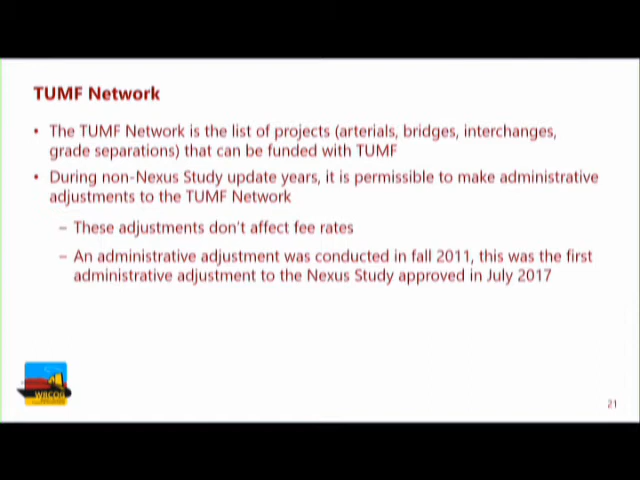 TUMF Network
• The TUMF Network is the list of projects (arterials, bridges, interchanges,
grade separations) that can be funded with TUMF
• During non-Nexus Study update years, it is permissible to make administrative
adjustments to the TUMF Network
– These adjustments don't affect fee rates
– An administrative adjustment was conducted in fall 2011, this was the first
administrative adjustment to the Nexus Study approved in July 2017
WRCOG
21